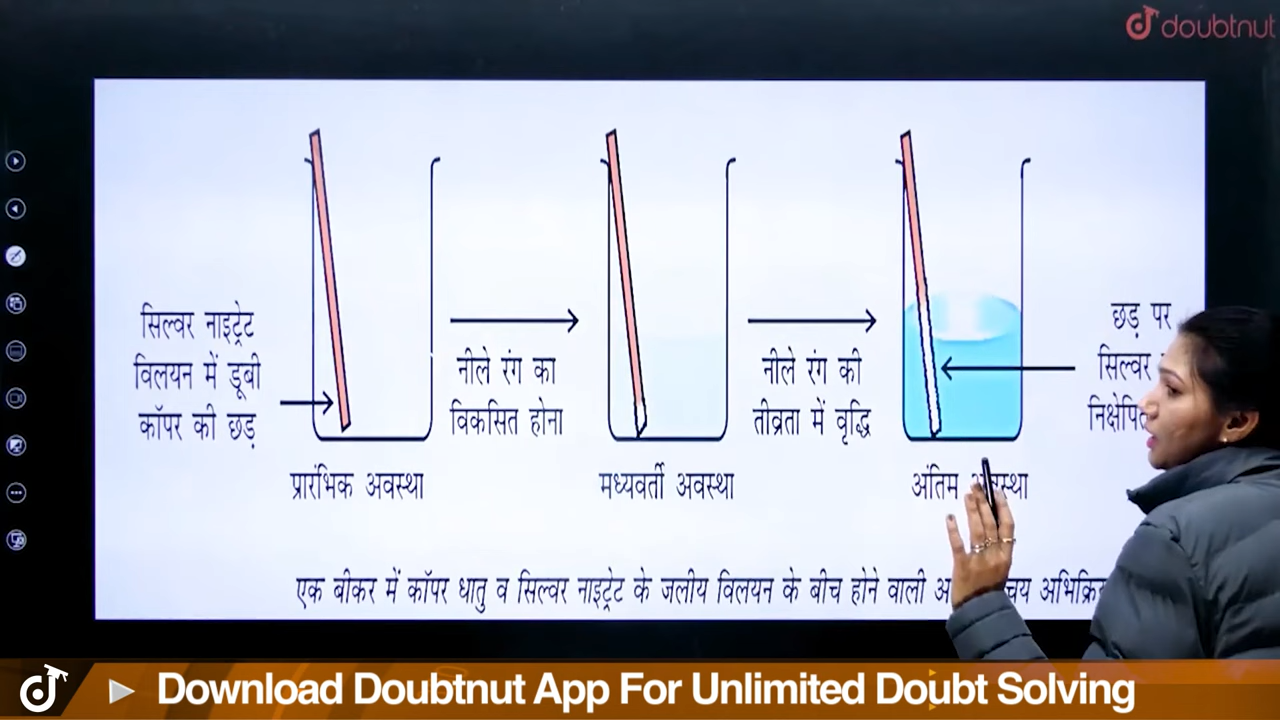 doubtnut
सिल्वर नाइट्रेट
विलयन में डूबी
कॉपर की छड़
नीले रंग का
विकसित होना
नीले रंग की
तीव्रता में वृद्धि
छड़ पर
सिल्वर
प्रारंभिक अवस्था
मध्यवर्ती अवस्था
अंतिम
एक बीकर में कॉपर धातु व सिल्वर नाइट्रेट के जलीय विलयन के बीच होने वाली
Download Doubtnut App For Unlimited Doubt Solving